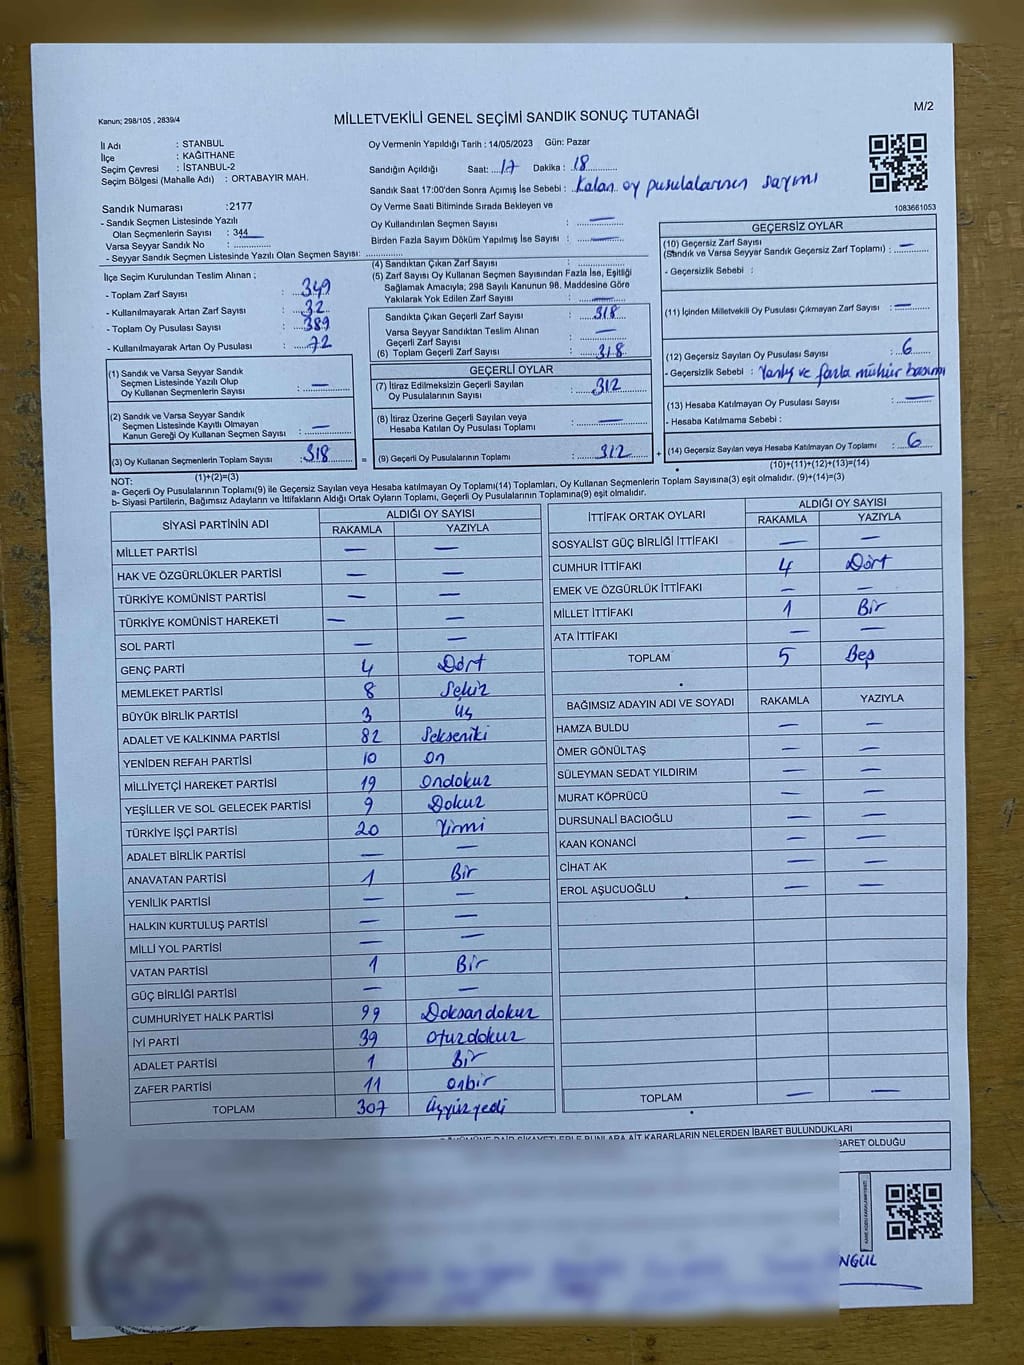 M/2
Kanun; 298/105 , 2839/4
MİLLETVEKİLİ GENEL SEÇİMİ SANDIK SONUÇ TUTANAĞI
İl Adı : STANBUL
İlçe : KAĞITHANE
Seçim Çevresi : İSTANBUL-2
Seçim Bölgesi (Mahalle Adı) : ORTABAYIR MAH.
Oy Vermenin Yapıldığı Tarih : 14/05/2023 Gün: Pazar
Sandığın Açıldığı Saat: 17 Dakika : 18
Sandık Saat 17:00'den Sonra Açımış İse Sebebi : Kalan oy pusulalarının sayımı
1083661053
Sandık Numarası :2177
- Sandık Seçmen Listesinde Yazılı
Olan Seçmenlerin Sayısı : 344
Varsa Seyyar Sandık No :
- Seyyar Sandık Seçmen Listesinde Yazılı Olan Seçmen Sayısı:
Oy Verme Saati Bitiminde Sırada Bekleyen ve
Oy Kullandırılan Seçmen Sayısı : —
Birden Fazla Sayım Döküm Yapılmış İse Sayısı : —
İlçe Seçim Kurulundan Teslim Alınan ;
- Toplam Zarf Sayısı : 349
- Kullanılmayarak Artan Zarf Sayısı : 32
- Toplam Oy Pusulası Sayısı : 389
- Kullanılmayarak Artan Oy Pusulası : 72
(4) Sandıktan Çıkan Zarf Sayısı
(5) Zarf Sayısı Oy Kullanan Seçmen Sayısından Fazla İse, Eşitliği
Sağlamak Amacıyla; 298 Sayılı Kanunun 98. Maddesine Göre
Yakılarak Yok Edilen Zarf Sayısı : —
Sandıkta Çıkan Geçerli Zarf Sayısı : 318
Varsa Seyyar Sandıktan Teslim Alınan
Geçerli Zarf Sayısı : —
(6) Toplam Geçerli Zarf Sayısı : 318
GEÇERSİZ OYLAR
(10) Geçersiz Zarf Sayısı
(Sandık ve Varsa Seyyar Sandık Geçersiz Zarf Toplamı) : —
- Geçersizlik Sebebi :
(11) İçinden Milletvekili Oy Pusulası Çıkmayan Zarf Sayısı : —
(12) Geçersiz Sayılan Oy Pusulası Sayısı : 6
- Geçersizlik Sebebi : Yanlış ve fazla mühür basımı
(13) Hesaba Katılmayan Oy Pusulası Sayısı : —
- Hesaba Katılmama Sebebi :
(14) Geçersiz Sayılan veya Hesaba Katılmayan Oy Toplamı : 6
(10)+(11)+(12)+(13)=(14)
(1) Sandık ve Varsa Seyyar Sandık
Seçmen Listesinde Yazılı Olup
Oy Kullanan Seçmenlerin Sayısı : —
(2) Sandık ve Varsa Seyyar Sandık
Seçmen Listesinde Kayıtlı Olmayan
Kanun Gereği Oy Kullanan Seçmen Sayısı : —
(3) Oy Kullanan Seçmenlerin Toplam Sayısı : 318
(1)+(2)=(3)
=
GEÇERLİ OYLAR
(7) İtiraz Edilmeksizin Geçerli Sayılan
Oy Pusulalarının Sayısı : 312
(8) İtiraz Üzerine Geçerli Sayılan veya
Hesaba Katılan Oy Pusulası Toplamı : —
(9) Geçerli Oy Pusulalarının Toplamı : 312
+
NOT:
a- Geçerli Oy Pusulalarının Toplamı(9) ile Geçersiz Sayılan veya Hesaba katılmayan Oy Toplamı(14) Toplamları, Oy Kullanan Seçmenlerin Toplam Sayısına(3) eşit olmalıdır. (9)+(14)=(3)
b- Siyasi Partilerin, Bağımsız Adayların ve İttifakların Aldığı Ortak Oyların Toplamı, Geçerli Oy Pusulalarının Toplamına(9) eşit olmalıdır.
SİYASİ PARTİNİN ADI ALDIĞI OY SAYISI
RAKAMLA YAZIYLA
MİLLET PARTİSİ — —
HAK VE ÖZGÜRLÜKLER PARTİSİ — —
TÜRKİYE KOMÜNİST PARTİSİ — —
TÜRKİYE KOMÜNİST HAREKETİ — —
SOL PARTİ — —
GENÇ PARTİ 4 Dört
MEMLEKET PARTİSİ 8 Sekiz
BÜYÜK BİRLİK PARTİSİ 3 Üç
ADALET VE KALKINMA PARTİSİ 82 Sekseniki
YENİDEN REFAH PARTİSİ 10 On
MİLLİYETÇİ HAREKET PARTİSİ 19 Ondokuz
YEŞİLLER VE SOL GELECEK PARTİSİ 9 Dokuz
TÜRKİYE İŞÇİ PARTİSİ 20 Yirmi
ADALET BİRLİK PARTİSİ — —
ANAVATAN PARTİSİ 1 Bir
YENİLİK PARTİSİ — —
HALKIN KURTULUŞ PARTİSİ — —
MİLLİ YOL PARTİSİ — —
VATAN PARTİSİ 1 Bir
GÜÇ BİRLİĞİ PARTİSİ — —
CUMHURİYET HALK PARTİSİ 99 Doksandokuz
İYİ PARTİ 39 Otuzdokuz
ADALET PARTİSİ 1 Bir
ZAFER PARTİSİ 11 Onbir
TOPLAM 307 Üçyüzyedi
İTTİFAK ORTAK OYLARI ALDIĞI OY SAYISI
RAKAMLA YAZIYLA
SOSYALİST GÜÇ BİRLİĞİ İTTİFAKI — —
CUMHUR İTTİFAKI 4 Dört
EMEK VE ÖZGÜRLÜK İTTİFAKI — —
MİLLET İTTİFAKI 1 Bir
ATA İTTİFAKI — —
TOPLAM 5 Beş
BAĞIMSIZ ADAYIN ADI VE SOYADI RAKAMLA YAZIYLA
HAMZA BULDU — —
ÖMER GÖNÜLTAŞ — —
SÜLEYMAN SEDAT YILDIRIM — —
MURAT KÖPRÜCÜ — —
DURSUNALİ BACIOĞLU — —
KAAN KONANCİ — —
CİHAT AK — —
EROL AŞUCUOĞLU — —
TOPLAM — —
KARARLARIN NELERDEN İBARET BULUNDUKLARI
BARET OLDUĞU
NGÜL